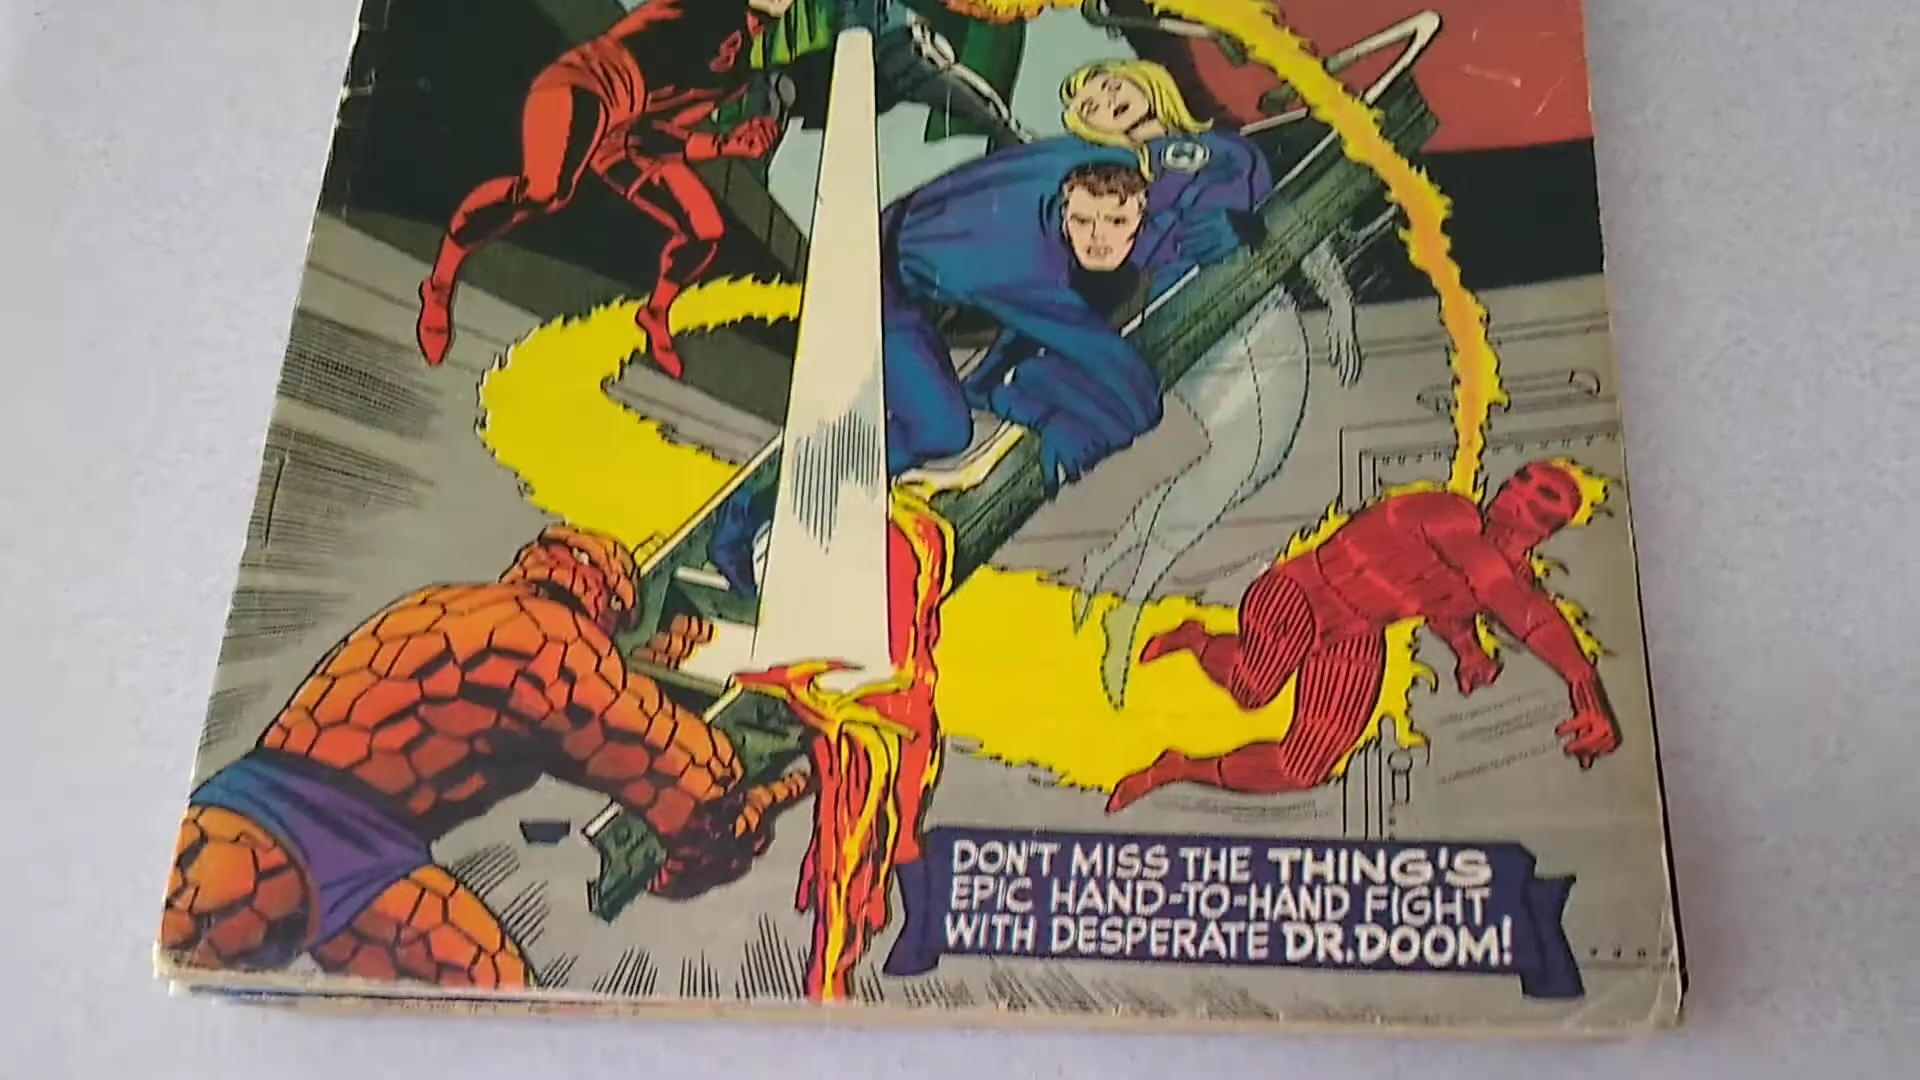 DON'T MISS THE THING'S
EPIC HAND-TO-HAND FIGHT
WITH DESPERATE DR.DOOM!